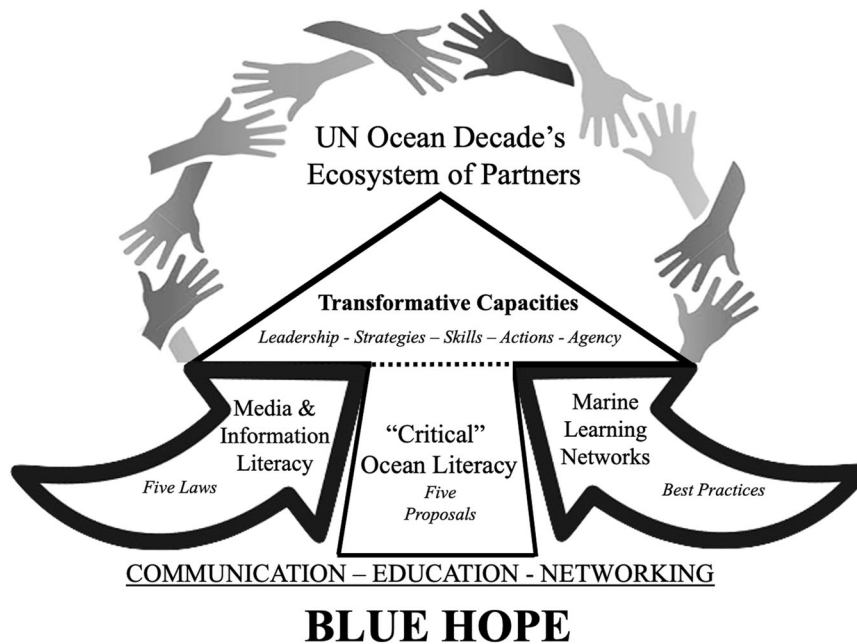 UN Ocean Decade’s
Ecosystem of Partners
Transformative Capacities
Leadership - Strategies – Skills – Actions - Agency
Media &
Information
Literacy
Five Laws
“Critical”
Ocean Literacy
Five
Proposals
Marine
Learning
Networks
Best Practices
COMMUNICATION – EDUCATION - NETWORKING
BLUE HOPE